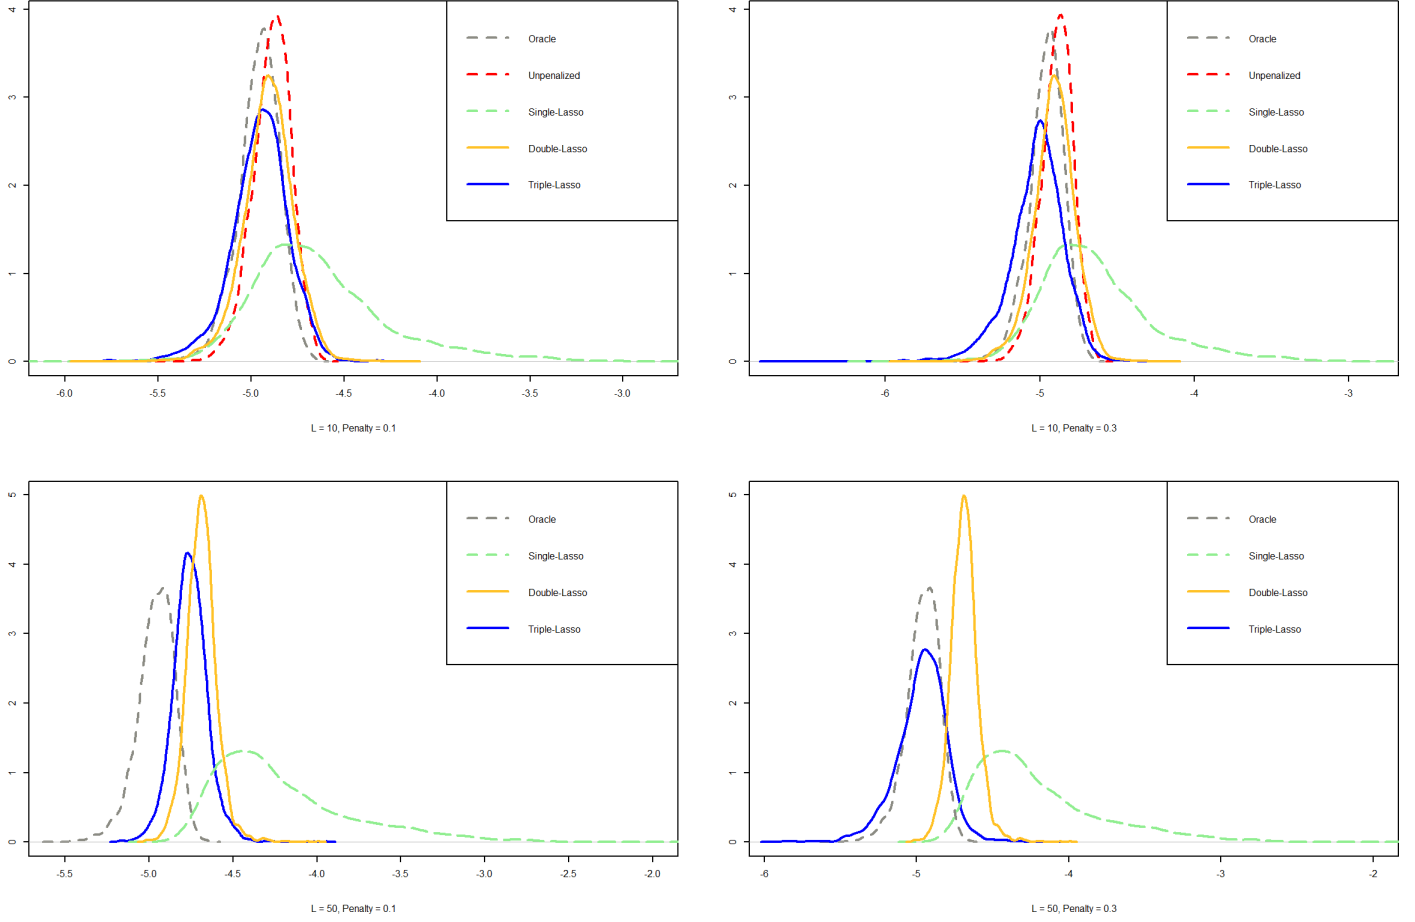 4
3
2
1
0
Oracle
Unpenalized
Single-Lasso
Double-Lasso
Triple-Lasso
-6.0 -5.5 -5.0 -4.5 -4.0 -3.5 -3.0
L = 10, Penalty = 0.1
4
3
2
1
0
Oracle
Unpenalized
Single-Lasso
Double-Lasso
Triple-Lasso
-6 -5 -4 -3
L = 10, Penalty = 0.3
5
4
3
2
1
0
Oracle
Single-Lasso
Double-Lasso
Triple-Lasso
-5.5 -5.0 -4.5 -4.0 -3.5 -3.0 -2.5 -2.0
L = 50, Penalty = 0.1
5
4
3
2
1
0
Oracle
Single-Lasso
Double-Lasso
Triple-Lasso
-6 -5 -4 -3 -2
L = 50, Penalty = 0.3